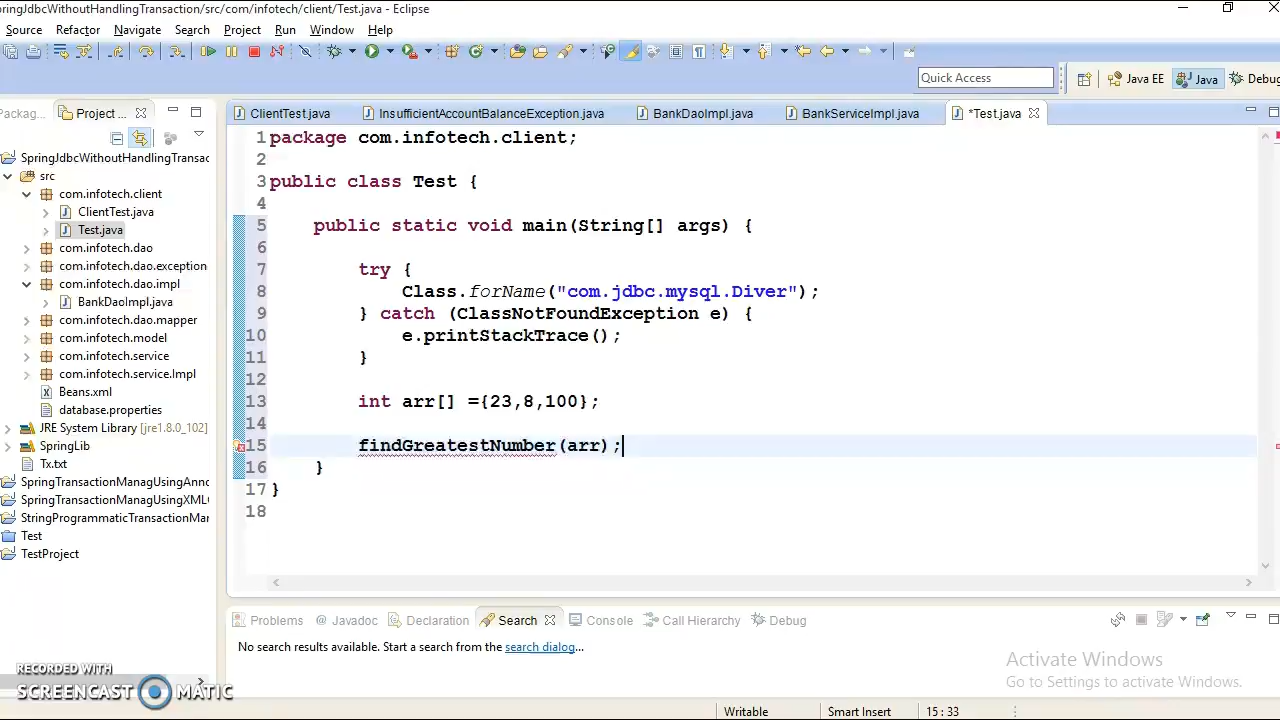 pringJdbcWithoutHandlingTransaction/src/com/infotech/client/Test.java - Eclipse
Source Refactor Navigate Search Project Run Window Help
Quick Access
Java EE Java Debug
Packag... Project ...
ClientTest.java InsufficientAccountBalanceException.java BankDaoImpl.java BankServiceImpl.java *Test.java
SpringJdbcWithoutHandlingTransac
src
com.infotech.client
ClientTest.java
Test.java
com.infotech.dao
com.infotech.dao.exception
com.infotech.dao.impl
BankDaoImpl.java
com.infotech.dao.mapper
com.infotech.model
com.infotech.service
com.infotech.service.Impl
Beans.xml
database.properties
JRE System Library [jre1.8.0_102]
SpringLib
Tx.txt
SpringTransactionManagUsingAnno
SpringTransactionManagUsingXMLC
StringProgrammaticTransactionMar
Test
TestProject
1 package com.infotech.client;
2
3 public class Test {
4
5 public static void main(String[] args) {
6
7 try {
8 Class.forName("com.jdbc.mysql.Diver");
9 } catch (ClassNotFoundException e) {
10 e.printStackTrace();
11 }
12
13 int arr[] ={23,8,100};
14
15 findGreatestNumber(arr);
16 }
17 }
18
Problems @ Javadoc Declaration Search Console Call Hierarchy Debug
No search results available. Start a search from the search dialog...
Activate Windows
Go to Settings to activate Windows.
RECORDED WITH
SCREENCAST MATIC
Writable Smart Insert 15 : 33